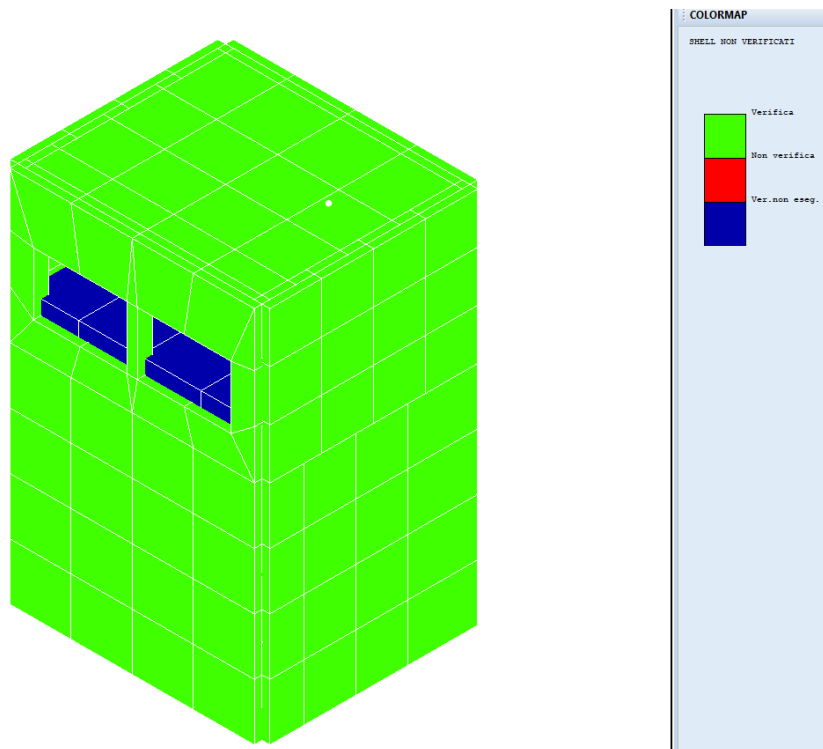 COLORMAP
SHELL NON VERIFICATI
Verifica
Non verifica
Ver.non eseg.